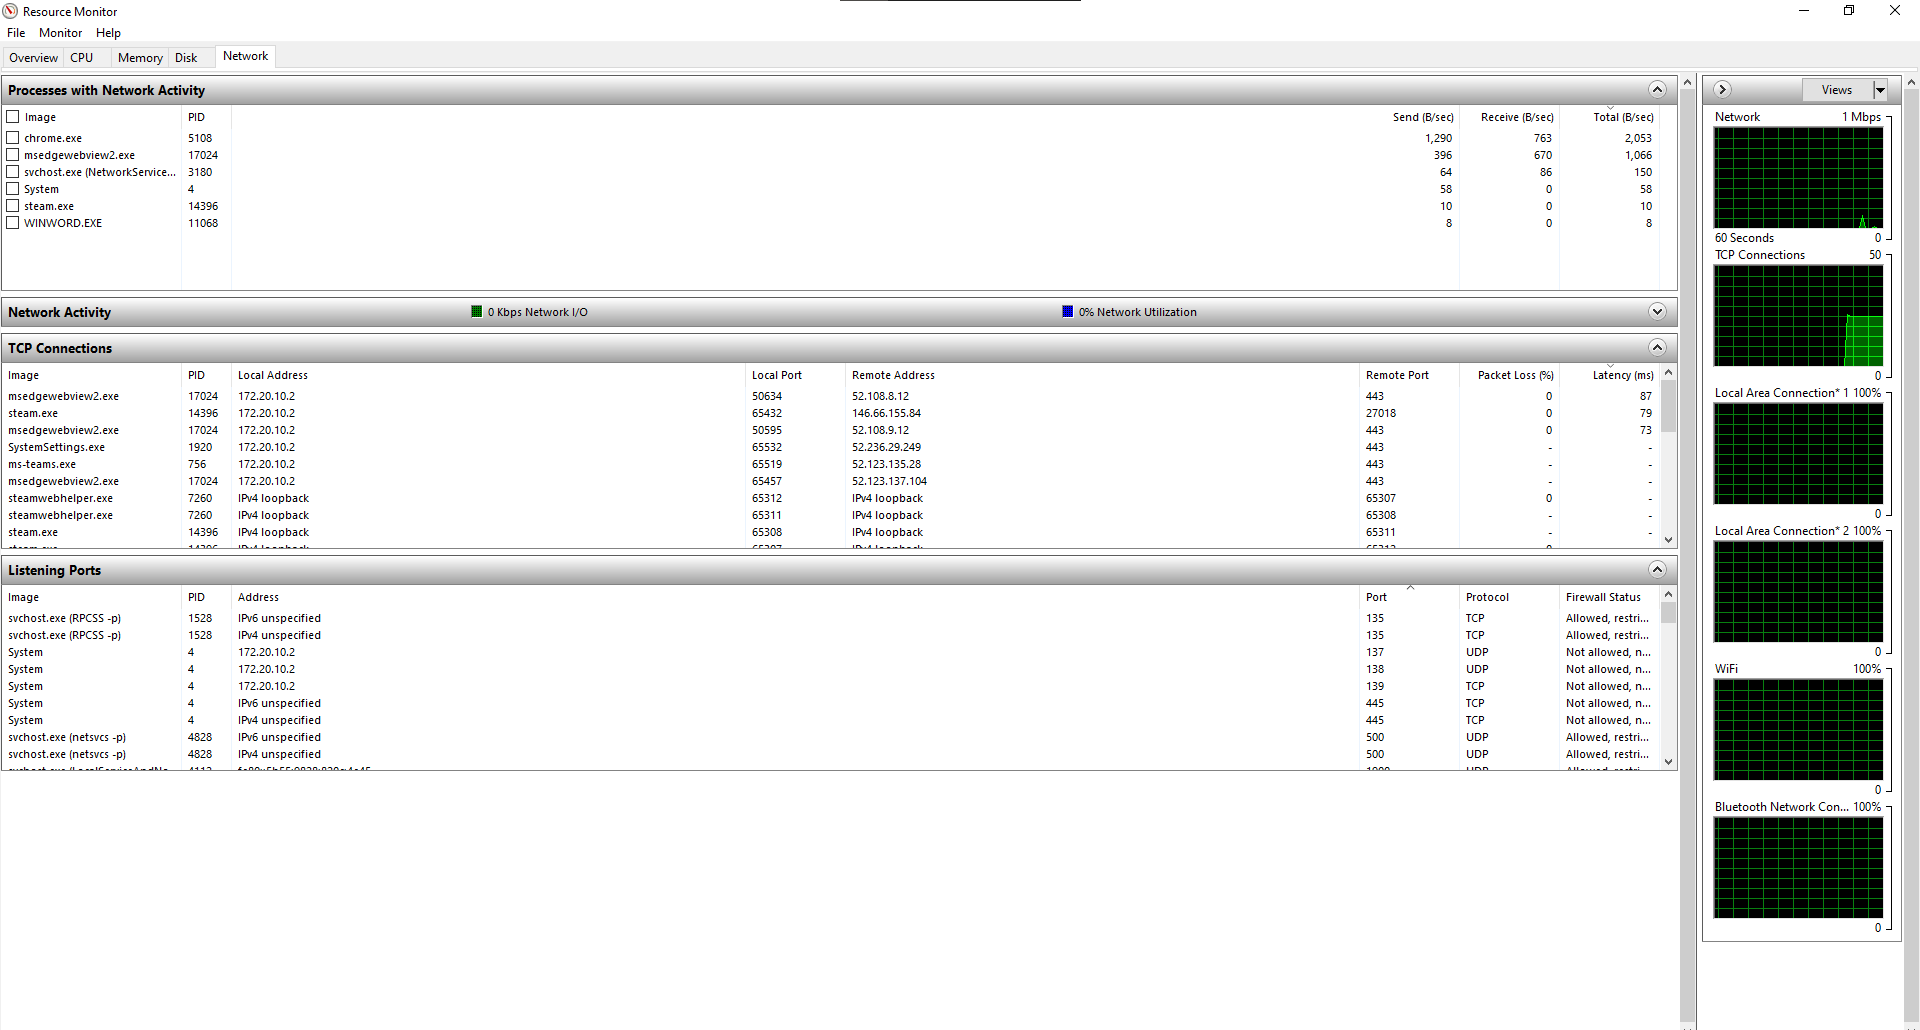 Resource Monitor
File Monitor Help
Overview CPU Memory Disk Network
Processes with Network Activity
Image PID Send (B/sec) Receive (B/sec) Total (B/sec)
chrome.exe 5108 1,290 763 2,053
msedgewebview2.exe 17024 396 670 1,066
svchost.exe (NetworkService... 3180 64 86 150
System 4 58 0 58
steam.exe 14396 10 0 10
WINWORD.EXE 11068 8 0 8
Network Activity 0 Kbps Network I/O 0% Network Utilization
TCP Connections
Image PID Local Address Local Port Remote Address Remote Port Packet Loss (%) Latency (ms)
msedgewebview2.exe 17024 172.20.10.2 50634 52.108.8.12 443 0 87
steam.exe 14396 172.20.10.2 65432 146.66.155.84 27018 0 79
msedgewebview2.exe 17024 172.20.10.2 50595 52.108.9.12 443 0 73
SystemSettings.exe 1920 172.20.10.2 65532 52.236.29.249 443 - -
ms-teams.exe 756 172.20.10.2 65519 52.123.135.28 443 - -
msedgewebview2.exe 17024 172.20.10.2 65457 52.123.137.104 443 - -
steamwebhelper.exe 7260 IPv4 loopback 65312 IPv4 loopback 65307 0 -
steamwebhelper.exe 7260 IPv4 loopback 65311 IPv4 loopback 65308 - -
steam.exe 14396 IPv4 loopback 65308 IPv4 loopback 65311 - -
Listening Ports
Image PID Address Port Protocol Firewall Status
svchost.exe (RPCSS -p) 1528 IPv6 unspecified 135 TCP Allowed, restri...
svchost.exe (RPCSS -p) 1528 IPv4 unspecified 135 TCP Allowed, restri...
System 4 172.20.10.2 137 UDP Not allowed, n...
System 4 172.20.10.2 138 UDP Not allowed, n...
System 4 172.20.10.2 139 TCP Not allowed, n...
System 4 IPv6 unspecified 445 TCP Not allowed, n...
System 4 IPv4 unspecified 445 TCP Not allowed, n...
svchost.exe (netsvcs -p) 4828 IPv6 unspecified 500 UDP Allowed, restri...
svchost.exe (netsvcs -p) 4828 IPv4 unspecified 500 UDP Allowed, restri...
Views
Network 1 Mbps
60 Seconds 0
TCP Connections 50
0
Local Area Connection* 1 100%
0
Local Area Connection* 2 100%
0
WiFi 100%
0
Bluetooth Network Con... 100%
0